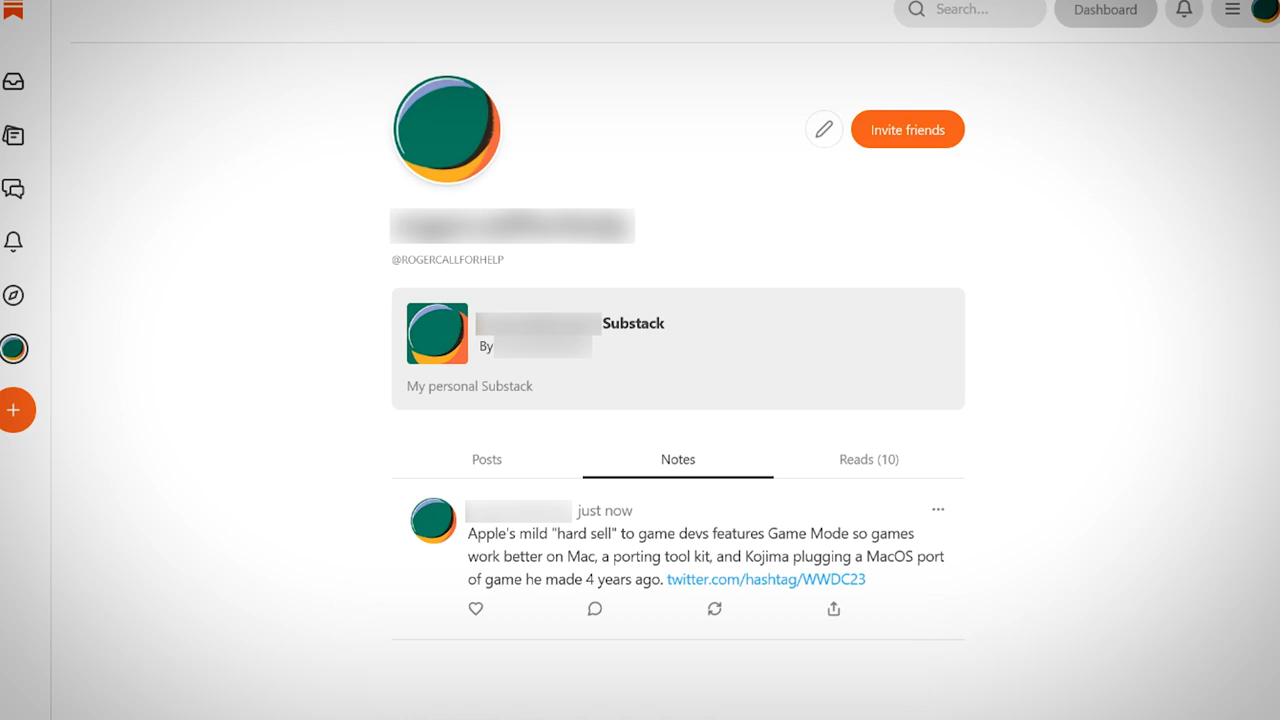 Search...
Dashboard
Invite friends
@ROGERCALLFORHELP
Substack
By
My personal Substack
Posts
Notes
Reads (10)
just now
Apple's mild "hard sell" to game devs features Game Mode so games
work better on Mac, a porting tool kit, and Kojima plugging a MacOS port
of game he made 4 years ago. twitter.com/hashtag/WWDC23